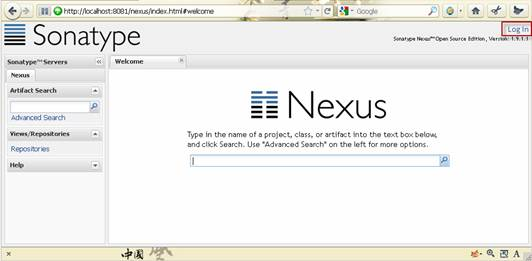 http://localhost:8081/nexus/index.html#welcome
Google
Sonatype
Log In
Sonatype Nexus™ Open Source Edition, Version: 1.9.1.1
Sonatype™ Servers
Nexus
Artifact Search
Advanced Search
Views/Repositories
Repositories
Help
Welcome
Nexus
Type in the name of a project, class, or artifact into the text box below,
and click Search. Use "Advanced Search" on the left for more options.
中國